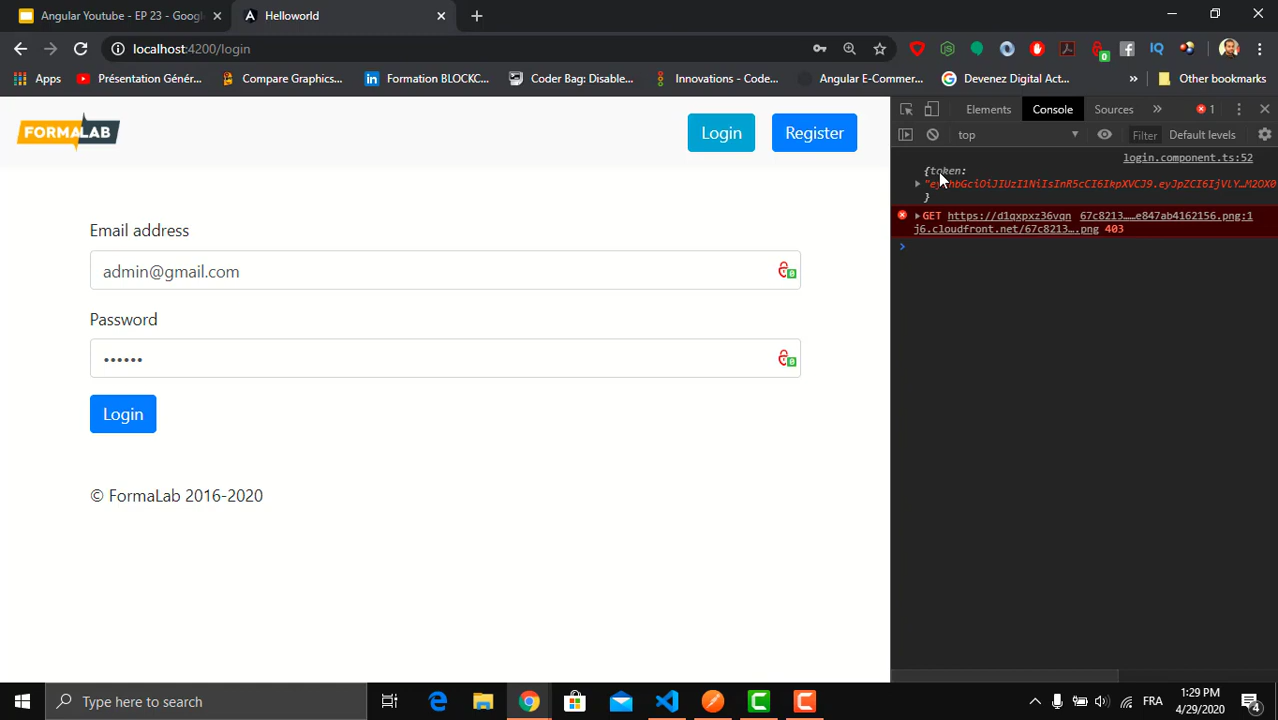 Angular Youtube - EP 23 - Googl
Helloworld
localhost:4200/login
Apps
Présentation Génér...
Compare Graphics...
Formation BLOCKC...
Coder Bag: Disable...
Innovations - Code...
Angular E-Commer...
Devenez Digital Act...
»
Other bookmarks
FORMALAB
Login
Register
Email address
admin@gmail.com
Password
••••••
Login
© FormaLab 2016-2020
Elements
Console
Sources
»
1
top
Filter
Default levels
login.component.ts:52
{token:
}
GET https://d1qxpxz36vqn 67c8213……e847ab4162156.png:1
j6.cloudfront.net/67c8213….png 403
Type here to search
FRA
1:29 PM
4/29/2020
4